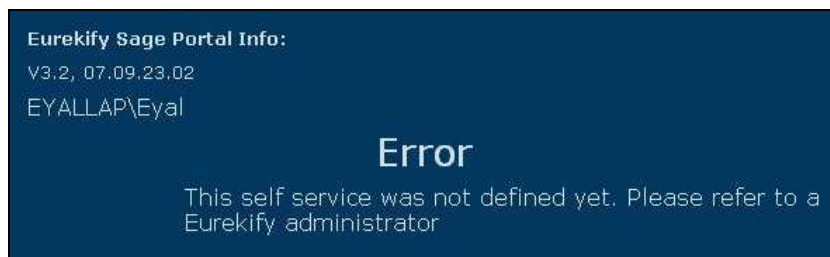 Eurekify Sage Portal Info:
V3.2, 07.09.23.02
EYALLAP\Eyal
Error
This self service was not defined yet. Please refer to a
Eurekify administrator